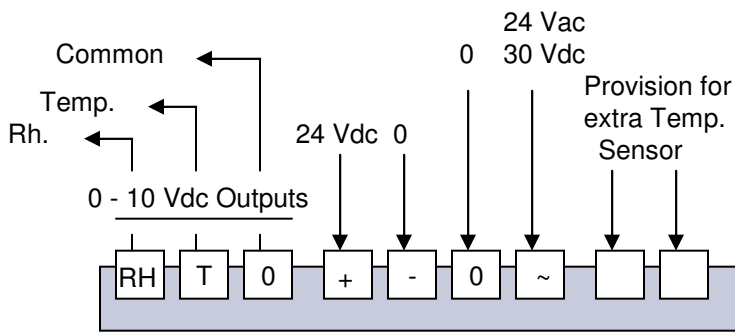 24 Vac
Common 0 30 Vdc
Temp.
Provision for
extra Temp.
Sensor
Rh.
24 Vdc 0
0 - 10 Vdc Outputs
RH T 0 + - 0 ~